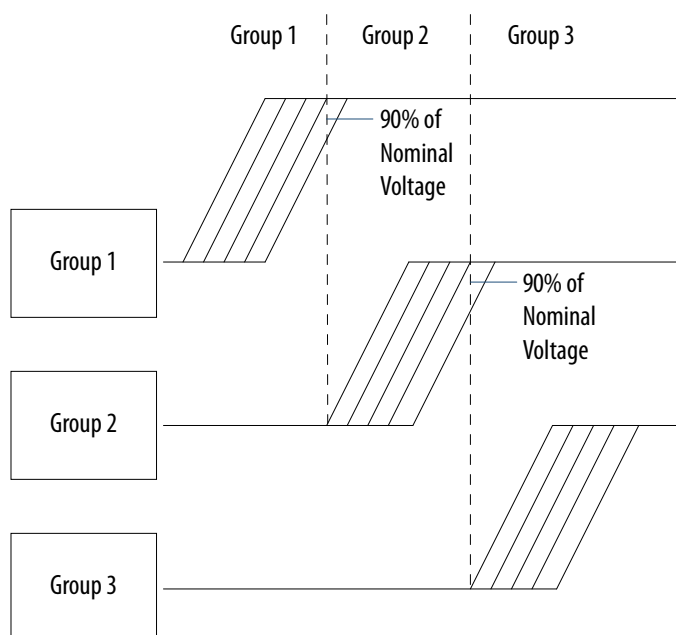 Group 1
Group 2
Group 3
90% of
Nominal
Voltage
Group 1
90% of
Nominal
Voltage
Group 2
Group 3